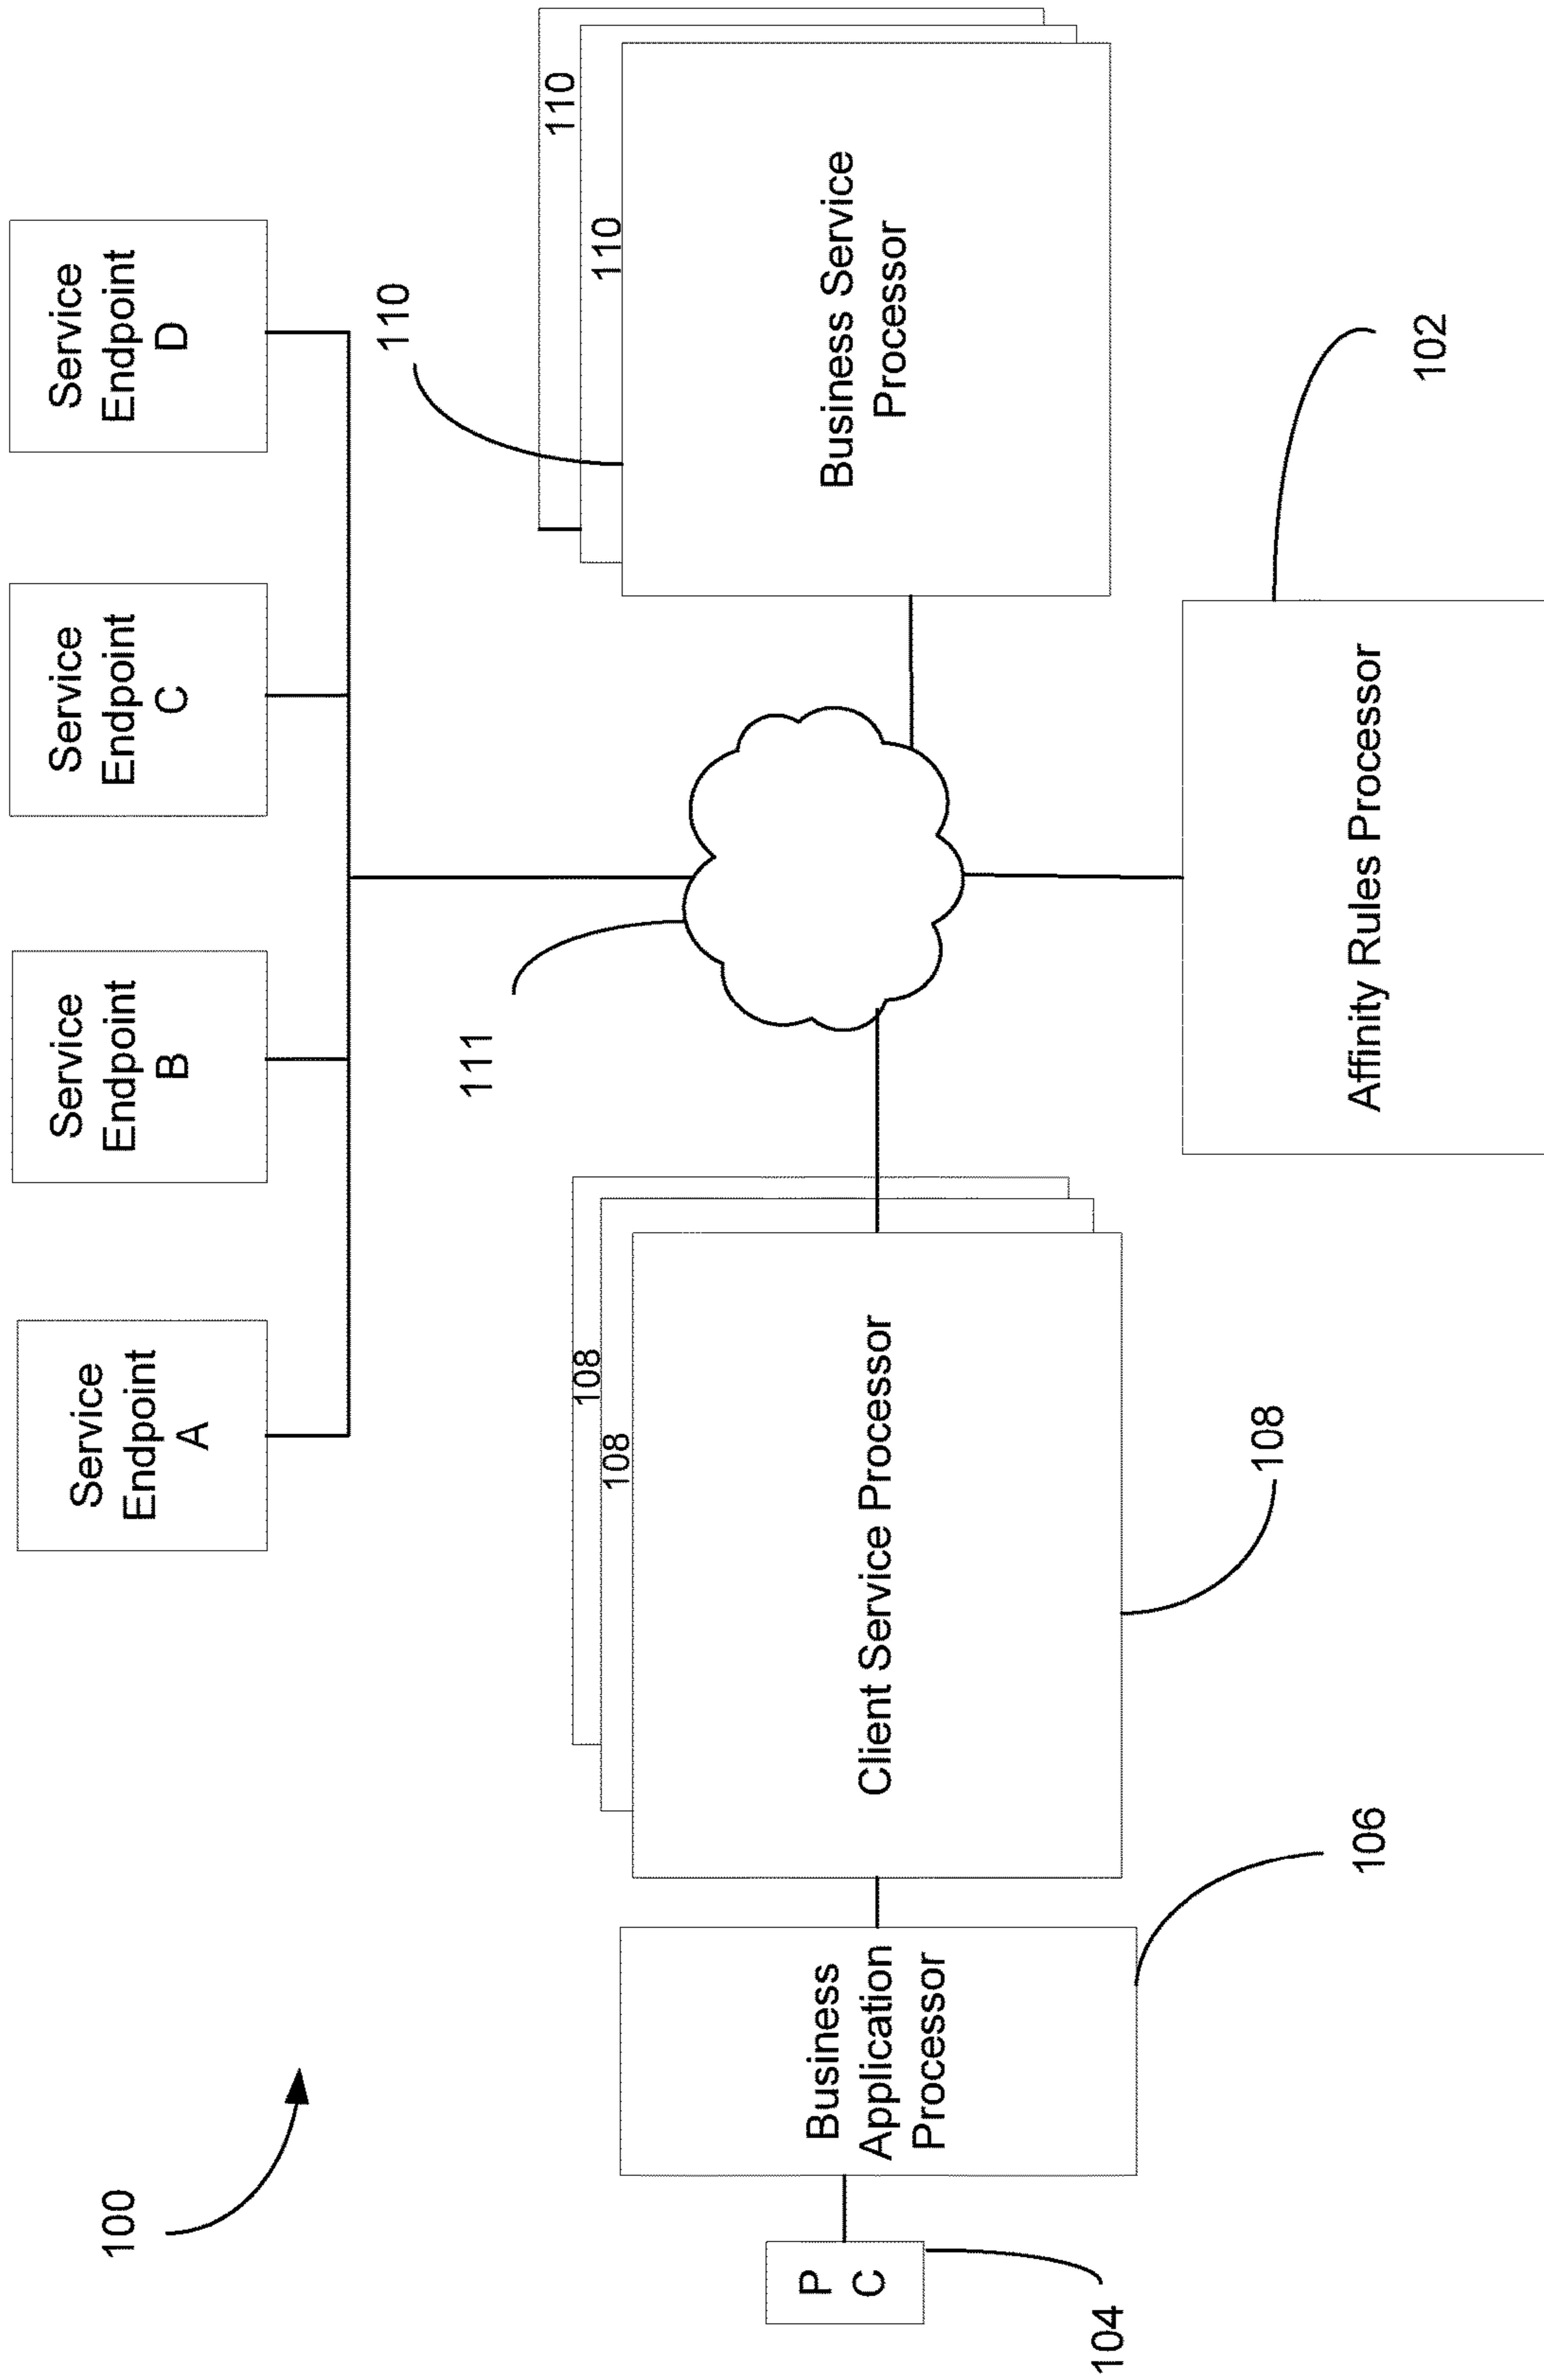 100
Service
Endpoint
A
Service
Endpoint
B
Service
Endpoint
C
Service
Endpoint
D
111
110
110
110
Business Service
Processor
108
108
Client Service Processor
P
C
Business
Application
Processor
104
106
108
Affinity Rules Processor
102